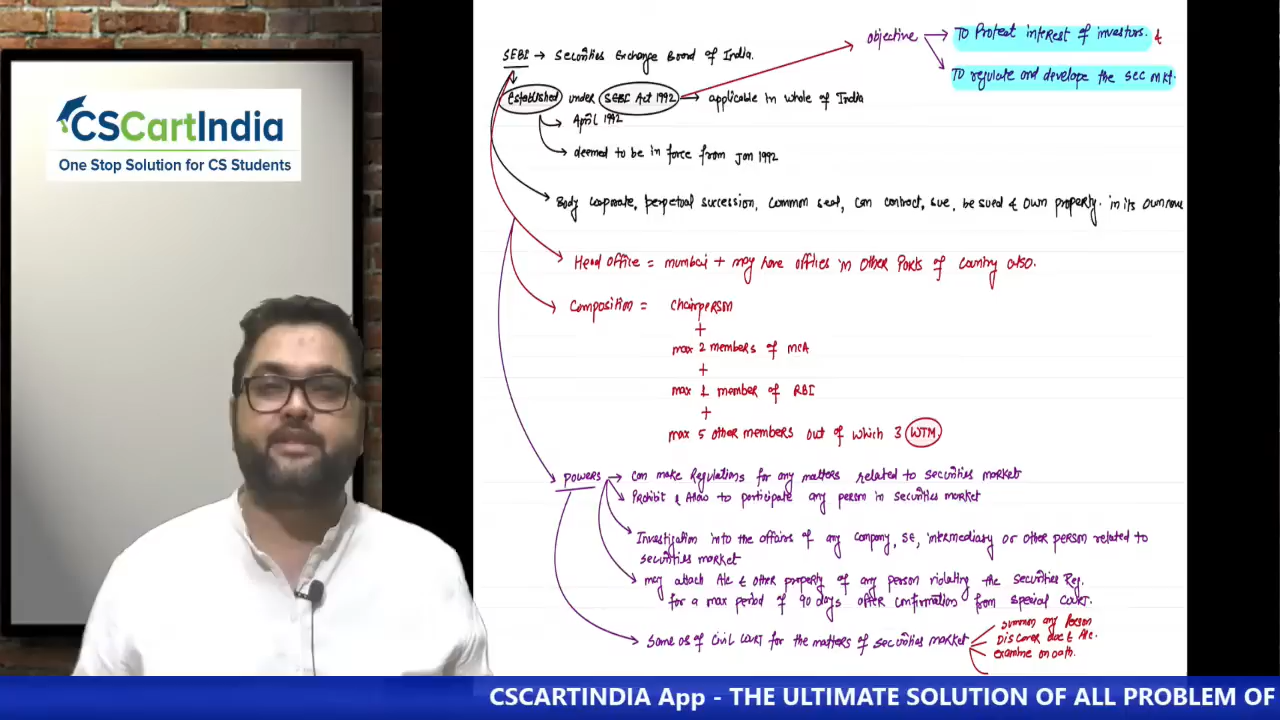 CSCartIndia
One Stop Solution for CS Students
SEBI → Securities Exchange Board of India.
Established under SEBI Act 1992 → applicable in whole of India
April 1992
deemed to be in force from Jan 1992
objective → To Protect interest of investors. &
To regulate and develope the sec mkt.
Body corporate, perpetual succession, common seal, can contract, sue, be sued & own property. in its own name
Head office = mumbai + may have offices in other parts of country also.
Composition = Chairperson
+
max 2 members of MCA
+
max 1 member of RBI
+
max 5 other members out of which 3 WTM
Powers → can make Regulations for any matters related to securities market
Prohibit & Allow to participate any person in securities market
Investigation into the affairs of any company, SE, intermediary or other person related to
securities market
may attach A/c & other property of any person violating the securities Reg.
for a max period of 90 days after confirmation from special court.
Same as of civil court for the matters of securities market
summon any person
Discover doc & A/c.
examine on oath.
CSCARTINDIA App - THE ULTIMATE SOLUTION OF ALL PROBLEM OF